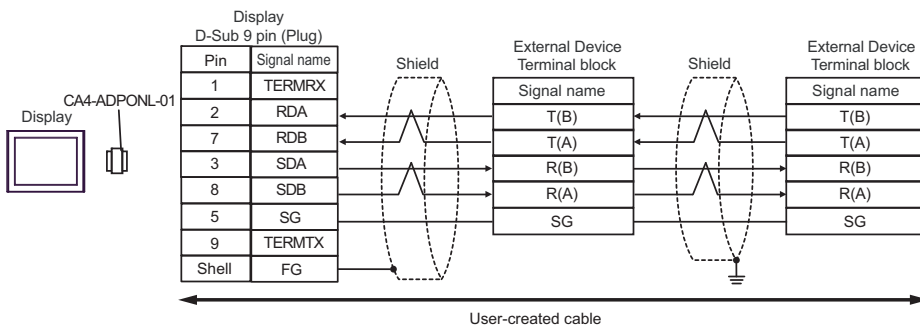 Display
D-Sub 9 pin (Plug)
Pin Signal name
1 TERMRX
2 RDA
7 RDB
3 SDA
8 SDB
5 SG
9 TERMTX
Shell FG
CA4-ADPONL-01
Display
Shield
External Device
Terminal block
Signal name
T(B)
T(A)
R(B)
R(A)
SG
Shield
External Device
Terminal block
Signal name
T(B)
T(A)
R(B)
R(A)
SG
User-created cable